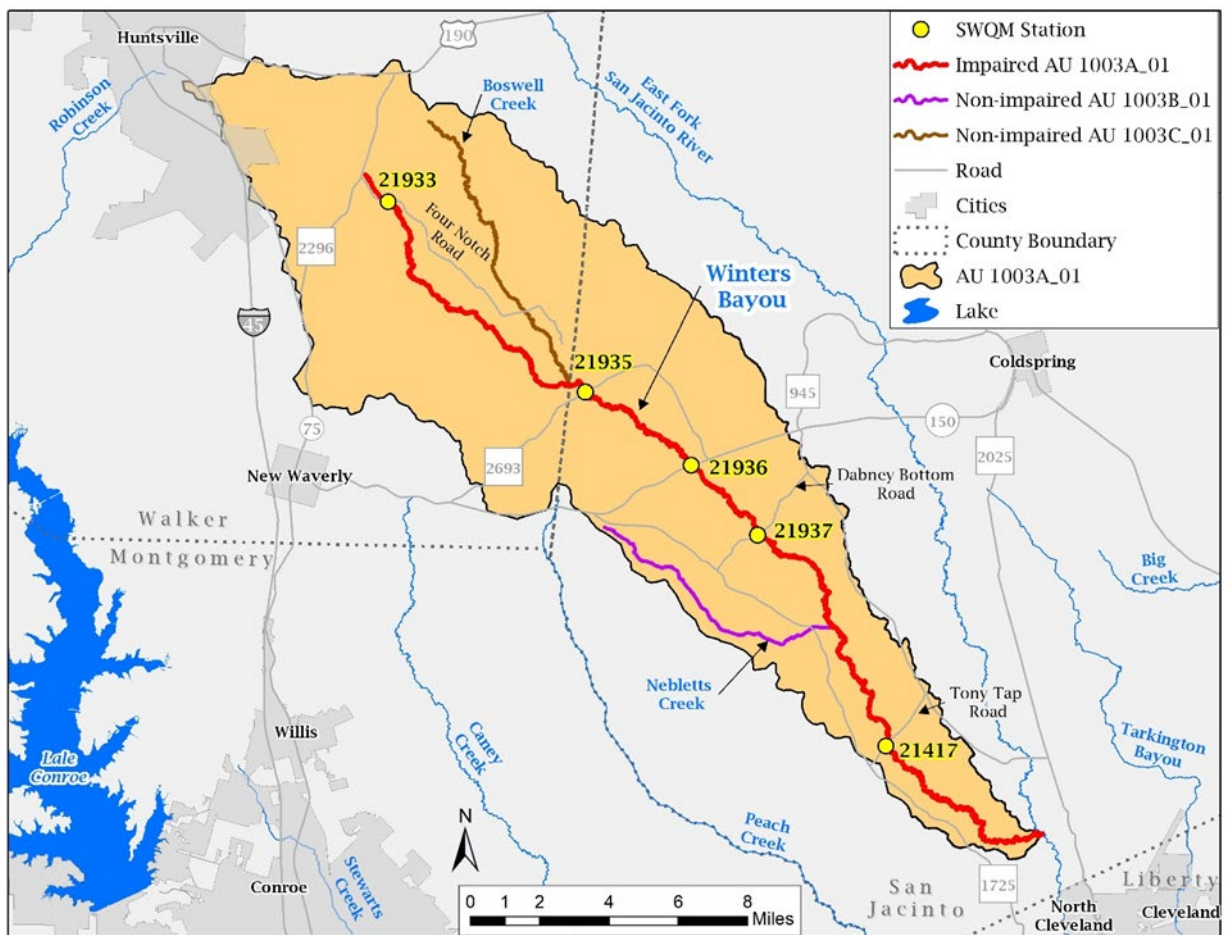 Huntsville
190
Robinson
Creek
Boswell
Creek
East Fork
San Jacinto River
SWQM Station
Impaired AU 1003A_01
Non-impaired AU 1003B_01
Non-impaired AU 1003C_01
Road
Cities
County Boundary
AU 1003A_01
Lake
21933
Four Notch
Road
2296
Winters
Bayou
45
21935
Coldspring
945
150
75
2693
21936
2025
New Waverly
Dabney Bottom
Road
21937
Walker
Montgomery
Big
Creek
Nebletts
Creek
Tony Tap
Road
Willis
21417
Lale
Conroe
Caney
Creek
Tarkington
Bayou
N
Peach
Creek
Conroe
Stewarts
Creek
0 1 2 4 6 8
Miles
San
Jacinto
1725
Liberty
North
Cleveland
Cleveland